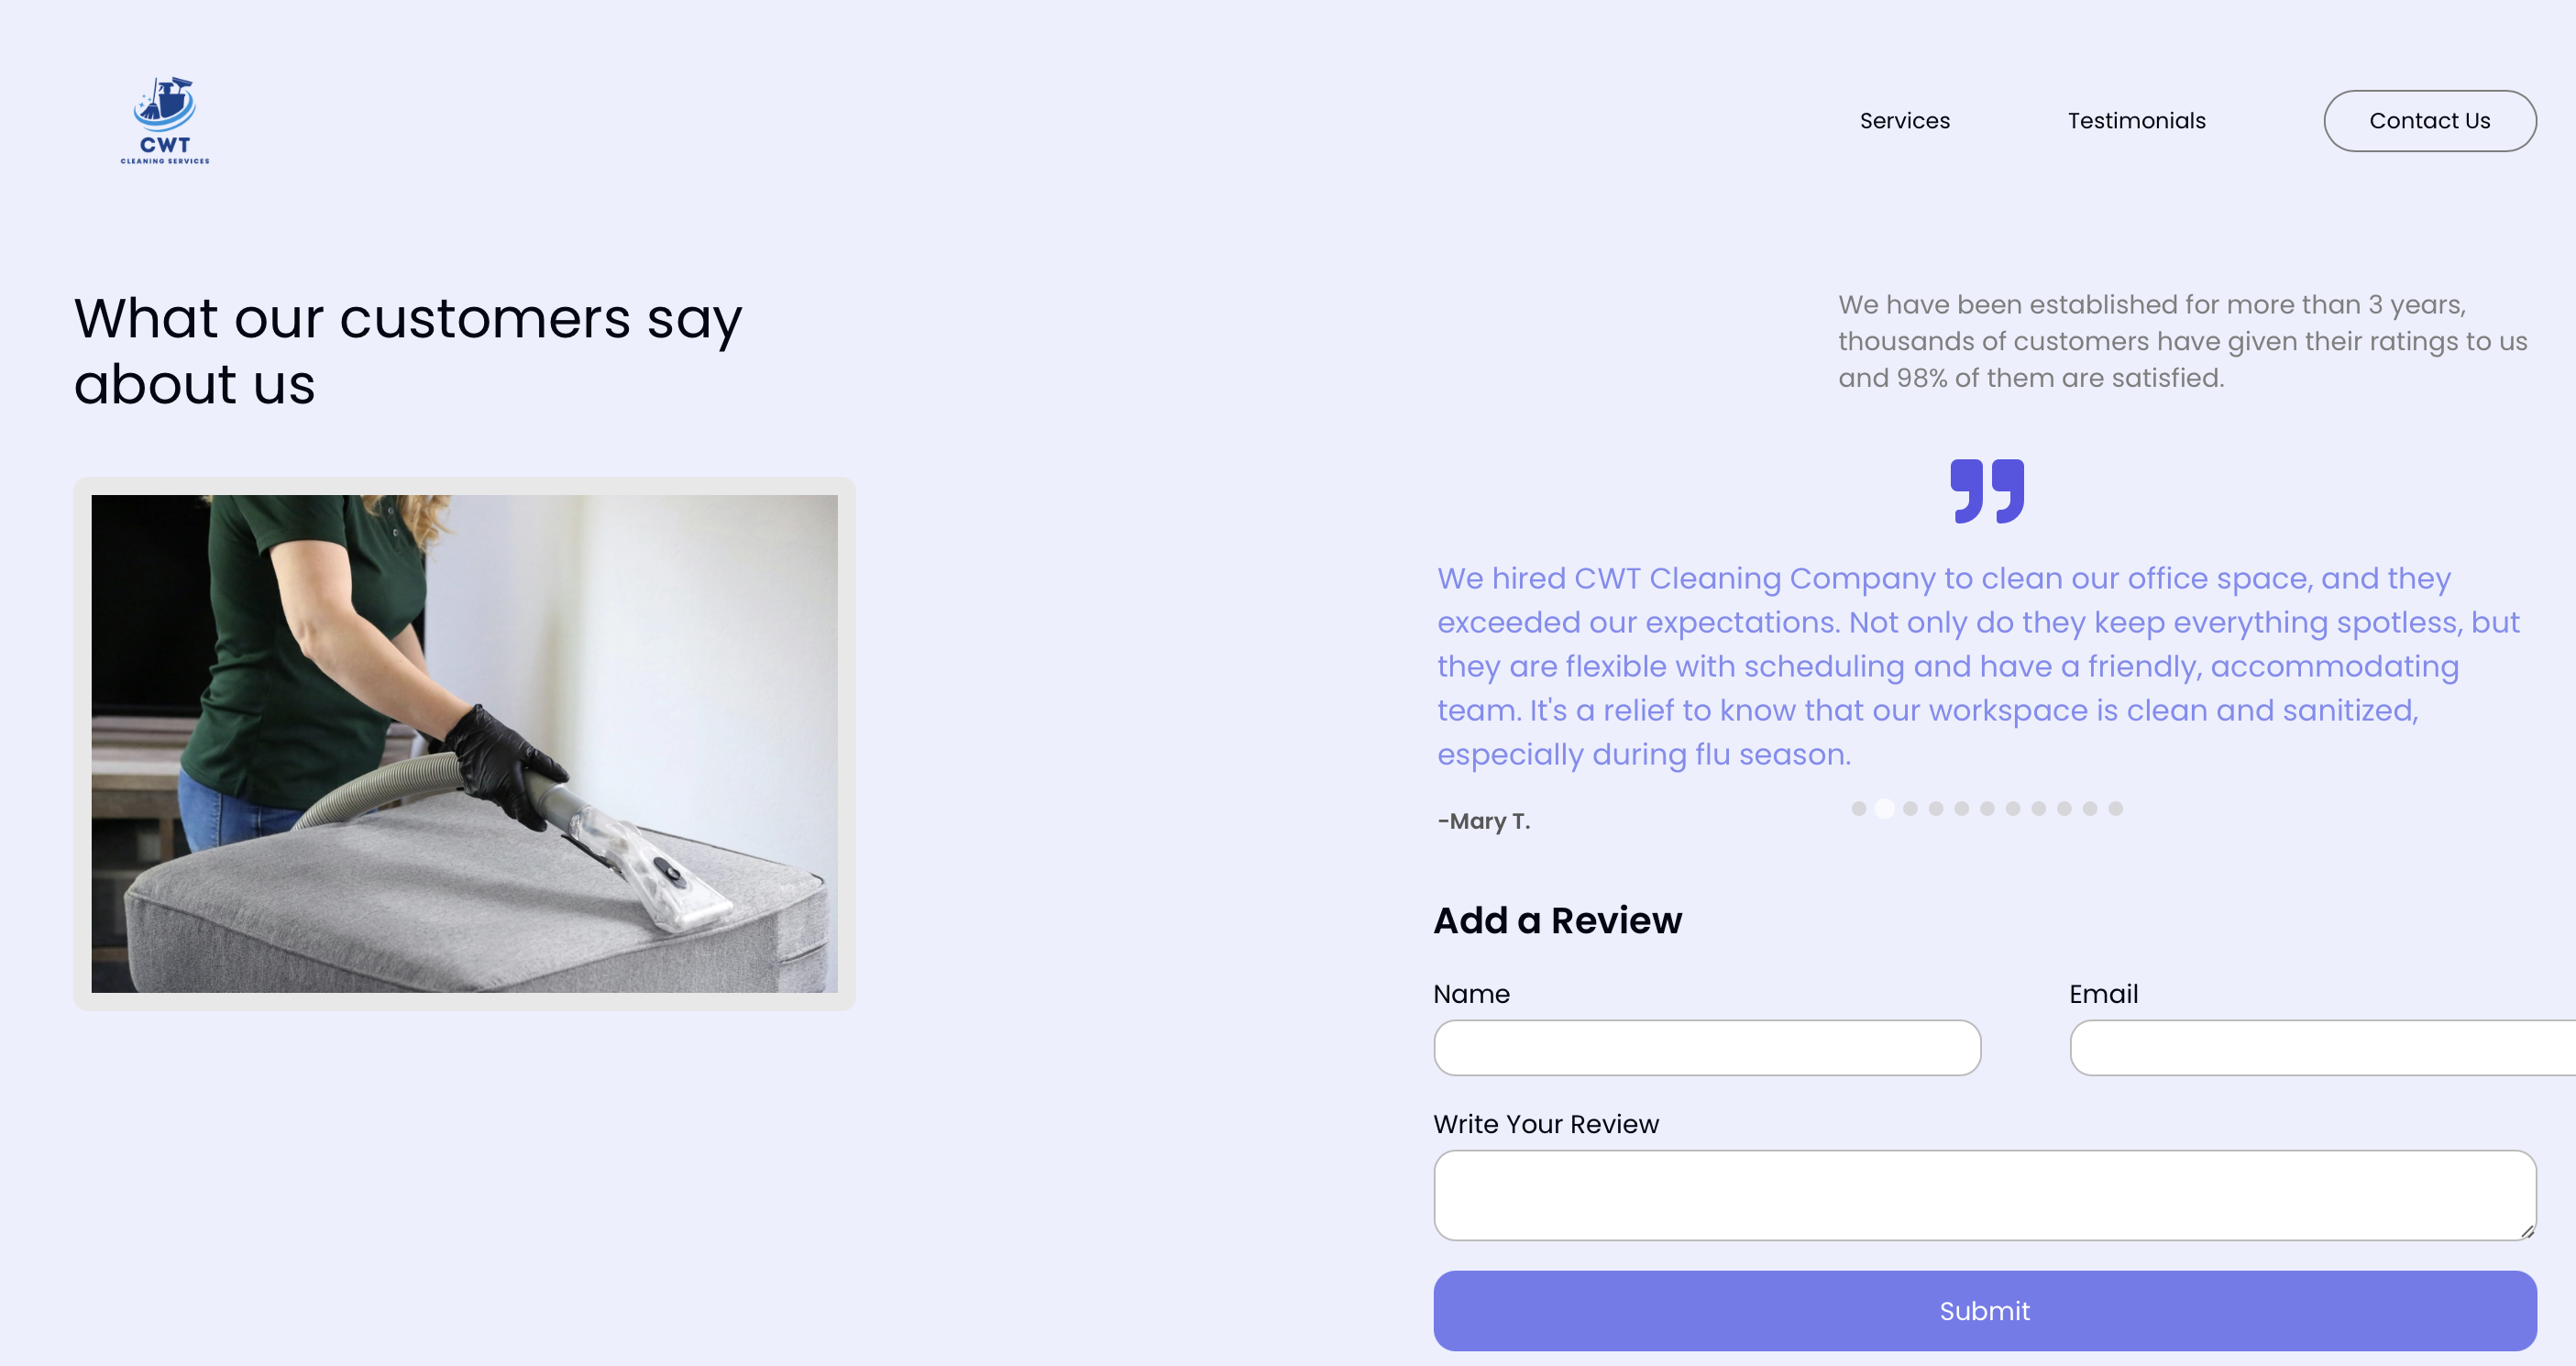 CWT
CLEANING SERVICES
Services
Testimonials
Contact Us
What our customers say
about us
We have been established for more than 3 years,
thousands of customers have given their ratings to us
and 98% of them are satisfied.
We hired CWT Cleaning Company to clean our office space, and they
exceeded our expectations. Not only do they keep everything spotless, but
they are flexible with scheduling and have a friendly, accommodating
team. It's a relief to know that our workspace is clean and sanitized,
especially during flu season.
-Mary T.
Add a Review
Name
Email
Write Your Review
Submit